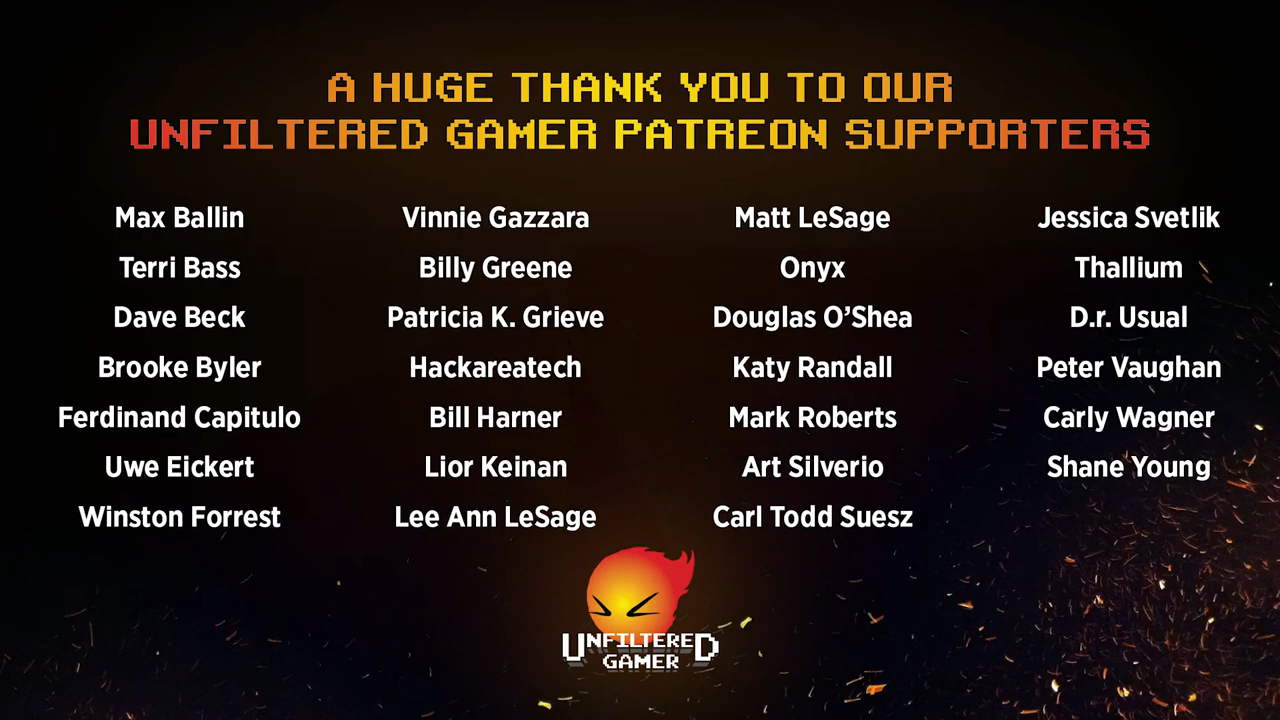 A HUGE THANK YOU TO OUR
UNFILTERED GAMER PATREON SUPPORTERS
Max Ballin
Terri Bass
Dave Beck
Brooke Byler
Ferdinand Capitulo
Uwe Eickert
Winston Forrest
Vinnie Gazzara
Billy Greene
Patricia K. Grieve
Hackareatech
Bill Harner
Lior Keinan
Lee Ann LeSage
Matt LeSage
Onyx
Douglas O’Shea
Katy Randall
Mark Roberts
Art Silverio
Carl Todd Suesz
Jessica Svetlik
Thallium
D.r. Usual
Peter Vaughan
Carly Wagner
Shane Young
UNFILTERED
GAMER